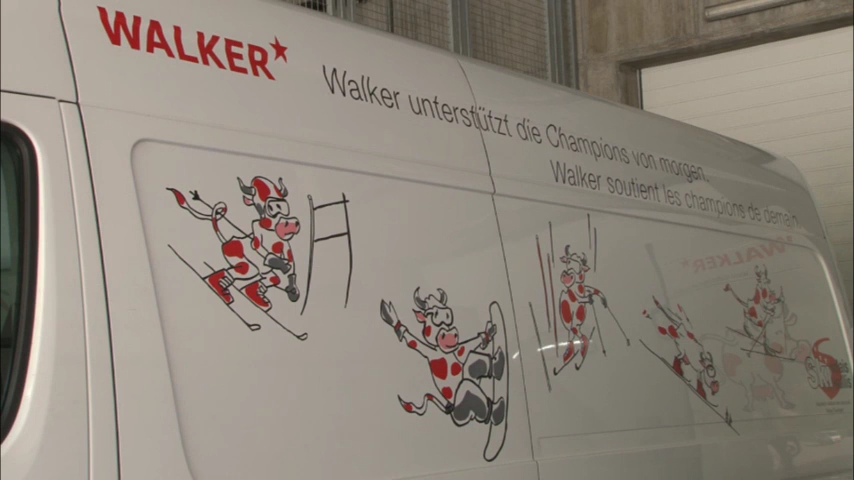 WALKER
Walker unterstützt die Champions von morgen.
Walker soutient les champions de demain.
WALKER